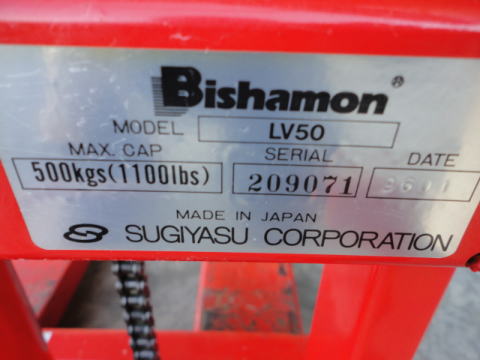 Bishamon®
MODEL LV50
MAX. CAP SERIAL DATE
500kgs(1100lbs) 209071
MADE IN JAPAN
SUGIYASU CORPORATION